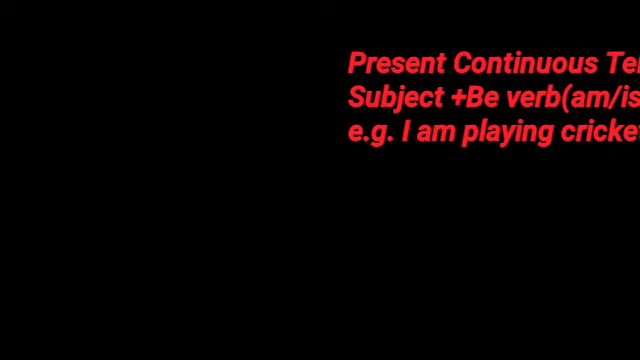 Present Continuous Te
Subject +Be verb(am/is
e.g. I am playing cricke